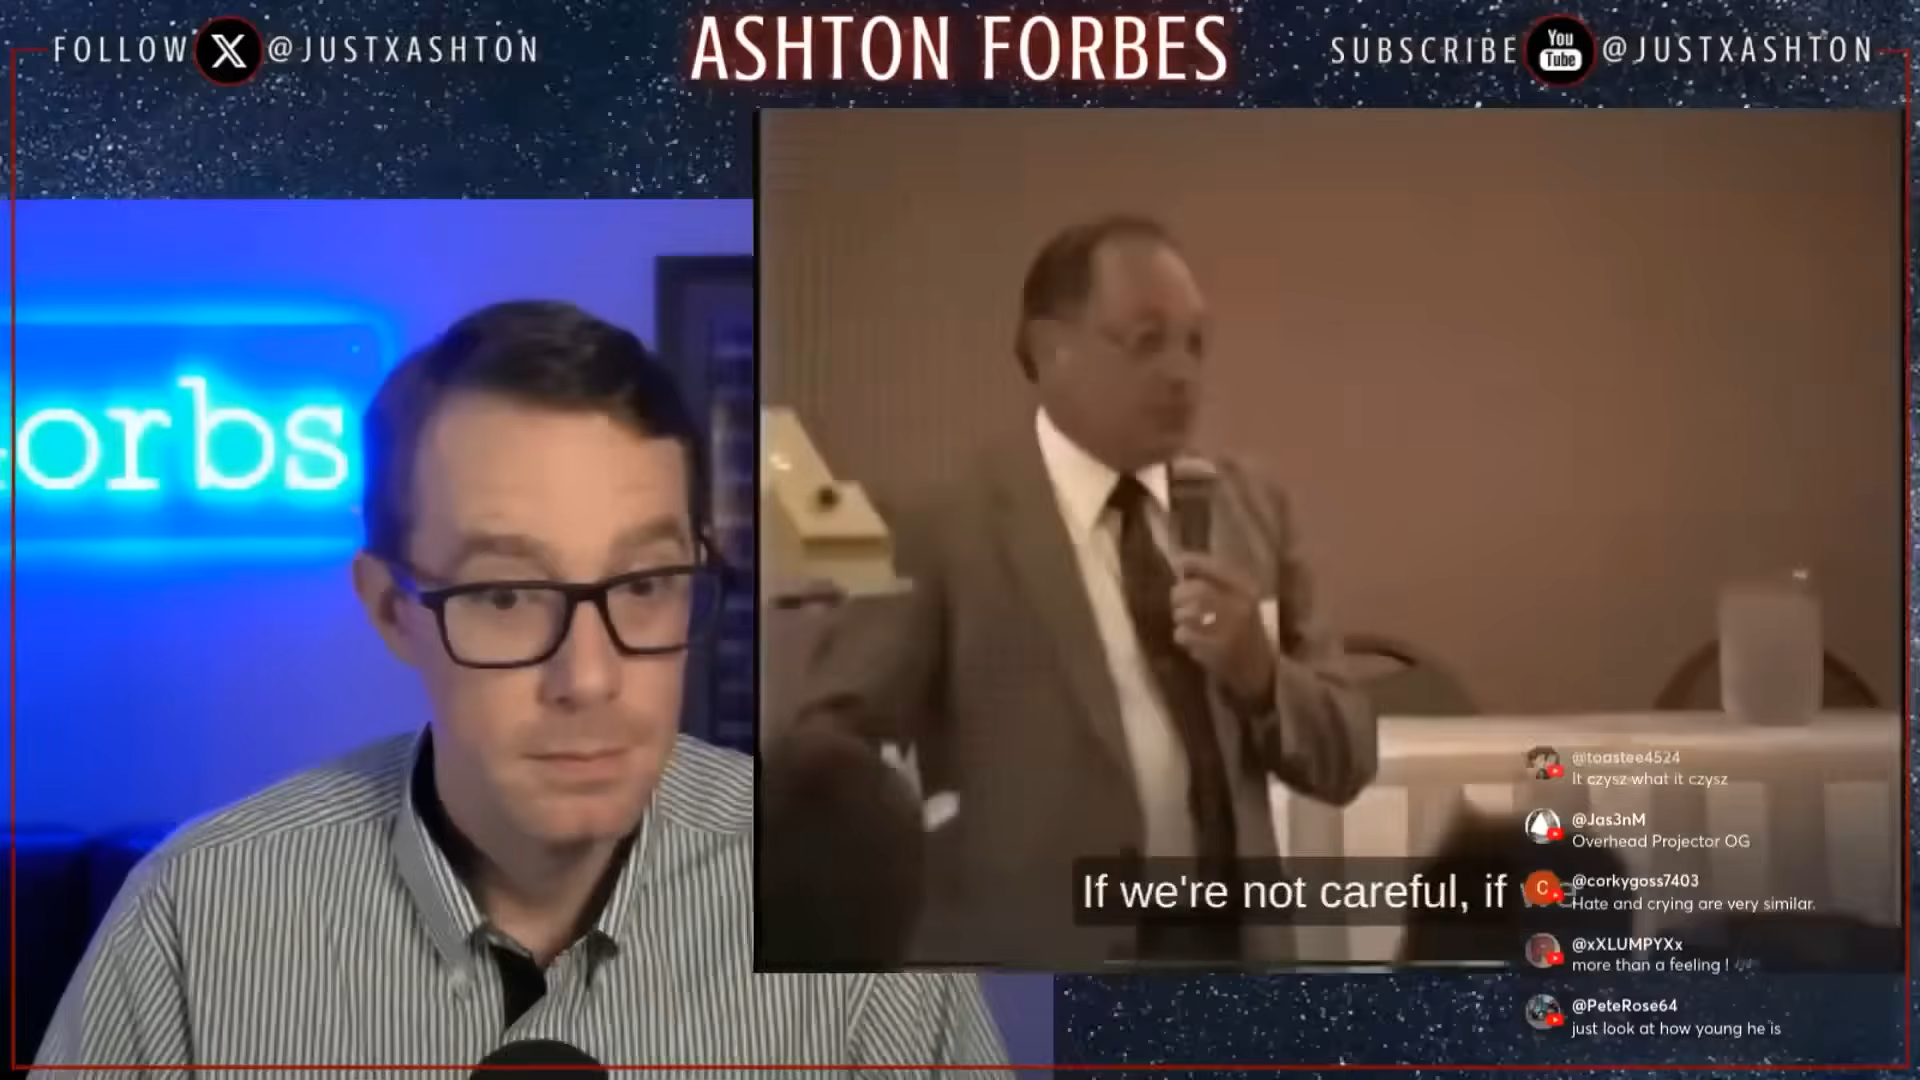 FOLLOW X @JUSTXASHTON
ASHTON FORBES
SUBSCRIBE You Tube @JUSTXASHTON
orbs
If we're not careful, if
@toastee4524
It czysz what it czysz
@Jas3nM
Overhead Projector OG
C
@corkygoss7403
Hate and crying are very similar.
@xXLUMPYXx
more than a feeling ! 🎶
@PeteRose64
just look at how young he is